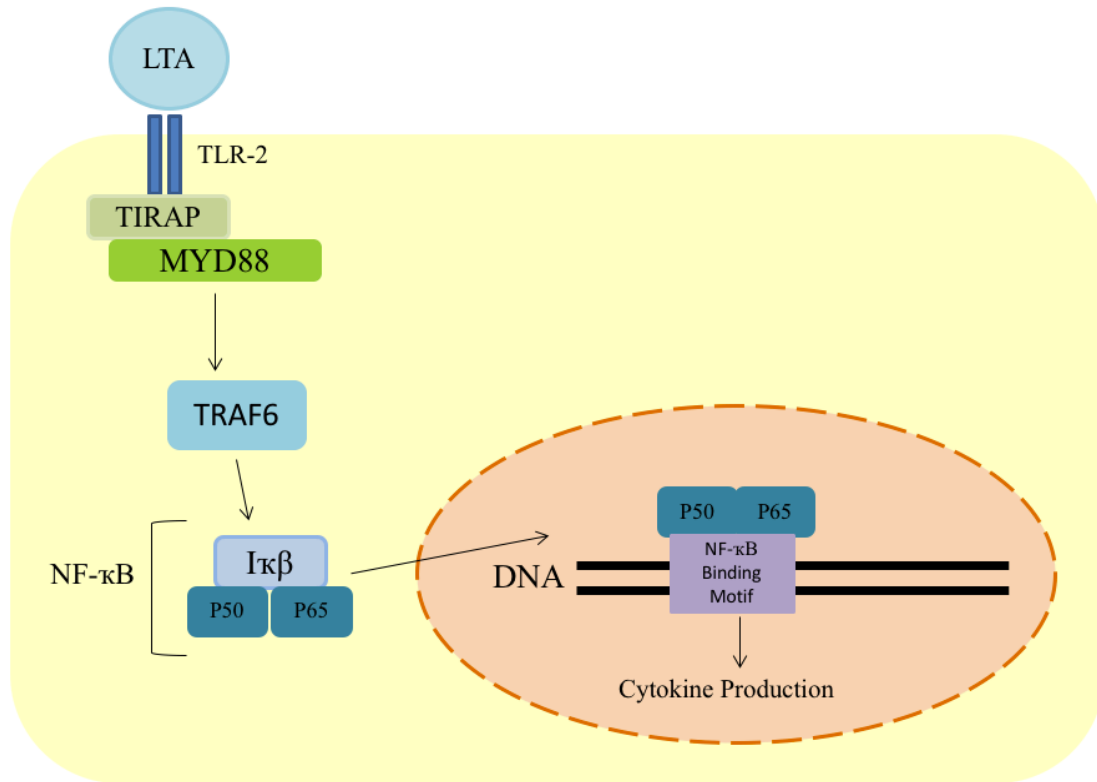 LTA
TLR-2
TIRAP
MYD88
TRAF6
NF-κB
Iκβ
P50
P65
P50
P65
DNA
NF-κB
Binding
Motif
Cytokine Production